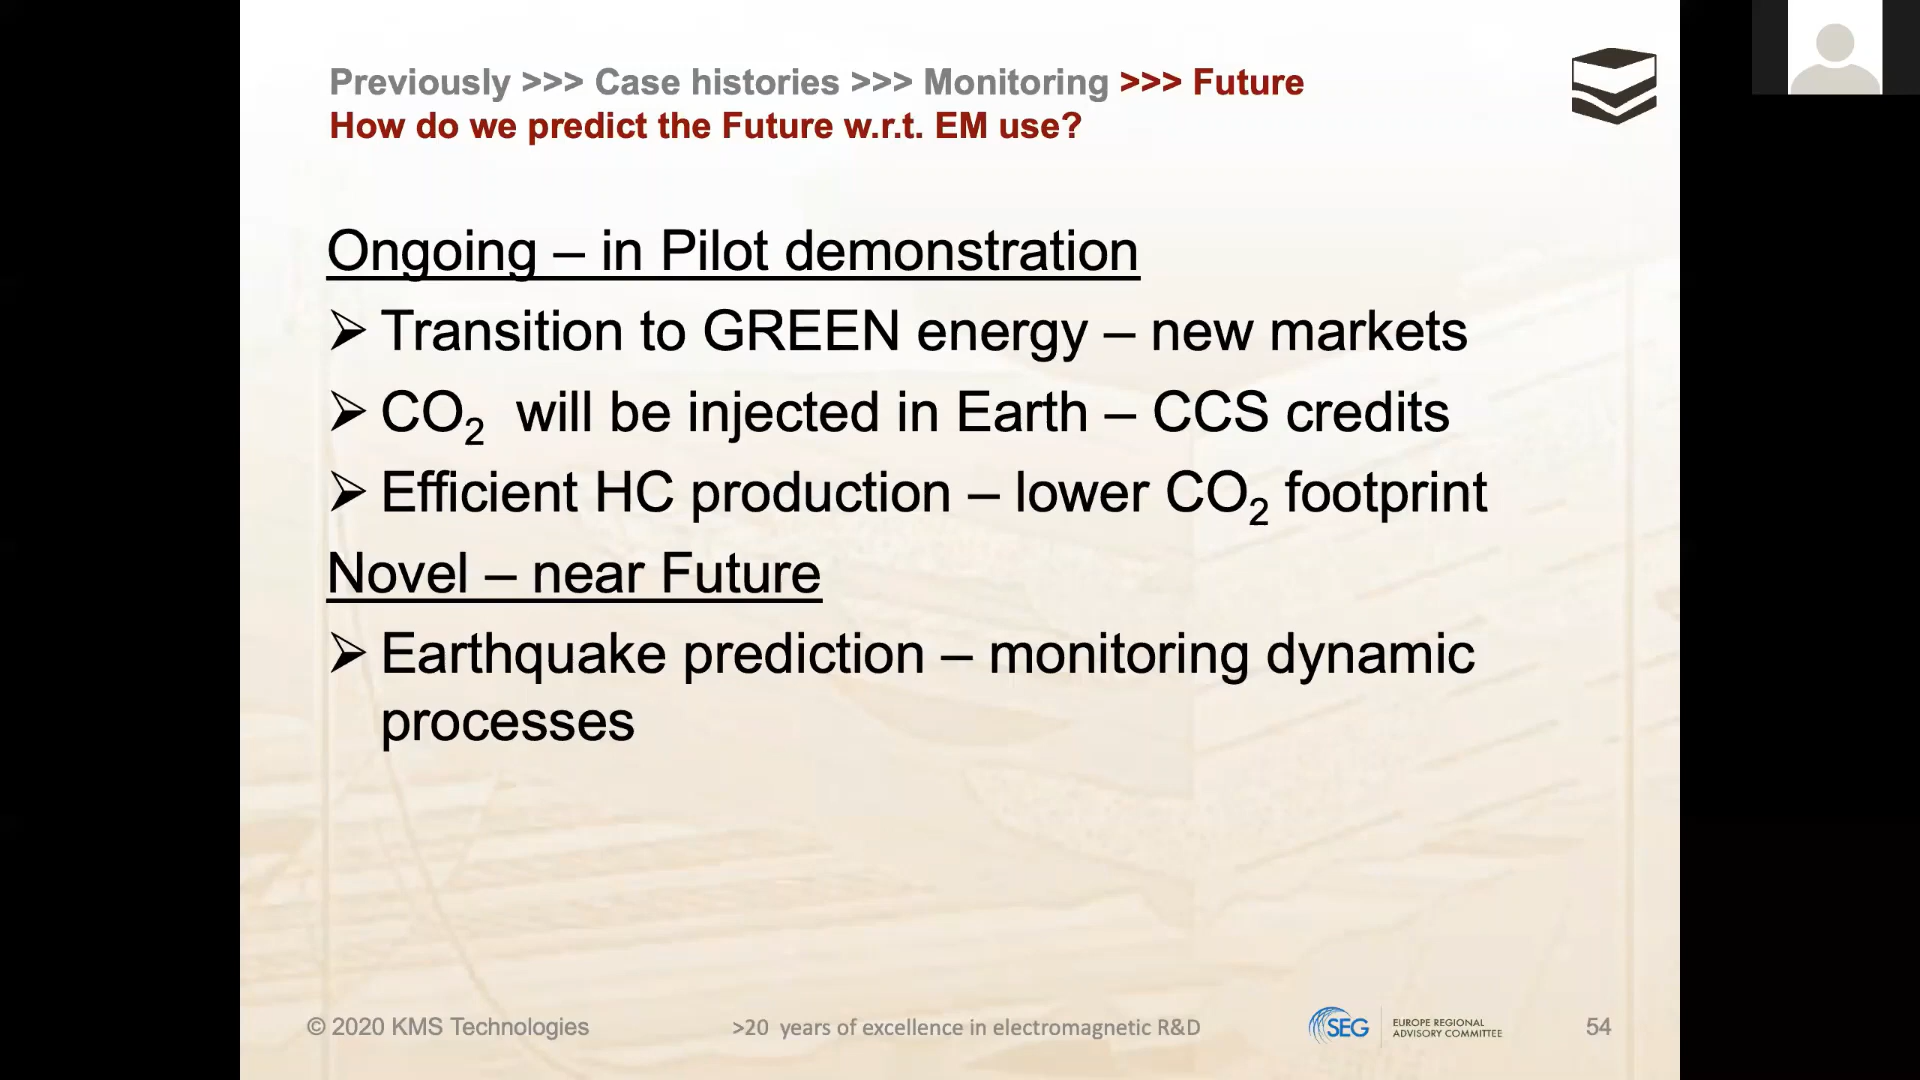 Previously >>> Case histories >>> Monitoring >>> Future
How do we predict the Future w.r.t. EM use?
Ongoing – in Pilot demonstration
➢ Transition to GREEN energy – new markets
➢ CO₂  will be injected in Earth – CCS credits
➢ Efficient HC production – lower CO₂ footprint
Novel – near Future
➢ Earthquake prediction – monitoring dynamic
processes
© 2020 KMS Technologies
>20 years of excellence in electromagnetic R&D
SEG
EUROPE REGIONAL
ADVISORY COMMITTEE
54